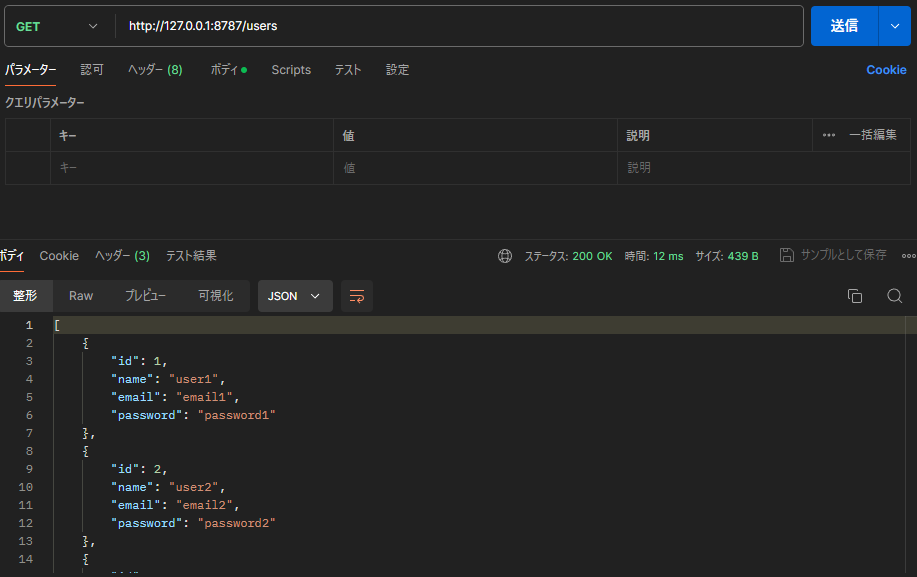 GET http://127.0.0.1:8787/users 送信
パラメーター 認可 ヘッダー (8) ボディ Scripts テスト 設定 Cookie
クエリパラメーター
キー 値 説明 ••• 一括編集
キー 値 説明
ボディ Cookie ヘッダー (3) テスト結果 ステータス: 200 OK 時間: 12 ms サイズ: 439 B サンプルとして保存
整形 Raw プレビュー 可視化 JSON
1 [
2 {
3 "id": 1,
4 "name": "user1",
5 "email": "email1",
6 "password": "password1"
7 },
8 {
9 "id": 2,
10 "name": "user2",
11 "email": "email2",
12 "password": "password2"
13 },
14 {